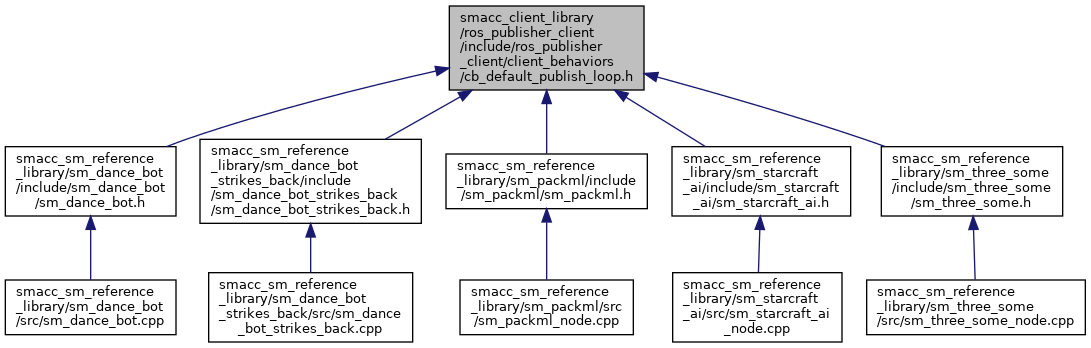 smacc_client_library
/ros_publisher_client
/include/ros_publisher
_client/client_behaviors
/cb_default_publish_loop.h
smacc_sm_reference
_library/sm_dance_bot
/include/sm_dance_bot
/sm_dance_bot.h
smacc_sm_reference
_library/sm_dance_bot
_strikes_back/include
/sm_dance_bot_strikes_back
/sm_dance_bot_strikes_back.h
smacc_sm_reference
_library/sm_packml/include
/sm_packml/sm_packml.h
smacc_sm_reference
_library/sm_starcraft
_ai/include/sm_starcraft
_ai/sm_starcraft_ai.h
smacc_sm_reference
_library/sm_three_some
/include/sm_three_some
/sm_three_some.h
smacc_sm_reference
_library/sm_dance_bot
/src/sm_dance_bot.cpp
smacc_sm_reference
_library/sm_dance_bot
_strikes_back/src/sm_dance
_bot_strikes_back.cpp
smacc_sm_reference
_library/sm_packml/src
/sm_packml_node.cpp
smacc_sm_reference
_library/sm_starcraft
_ai/src/sm_starcraft_ai
_node.cpp
smacc_sm_reference
_library/sm_three_some
/src/sm_three_some_node.cpp